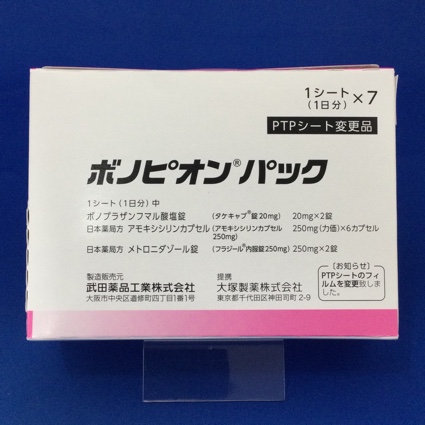 1シート
(1日分)
×7
PTPシート変更品
ボノピオン®パック
1シート(1日分)中
ボノプラザンフマル酸塩錠 (タケキャブ®錠20mg) 20mg×2錠
日本薬局方 アモキシシリンカプセル (アモキシシリンカプセル 250mg(力価)×6カプセル
250mg)
日本薬局方 メトロニダゾール錠 (フラジール®内服錠250mg) 250mg×2錠
[お知らせ]
PTPシートのフィ
ルムを変更致しま
した。
製造販売元 提携
武田薬品工業株式会社 大塚製薬株式会社
大阪市中央区道修町四丁目1番1号 東京都千代田区神田司町2-9